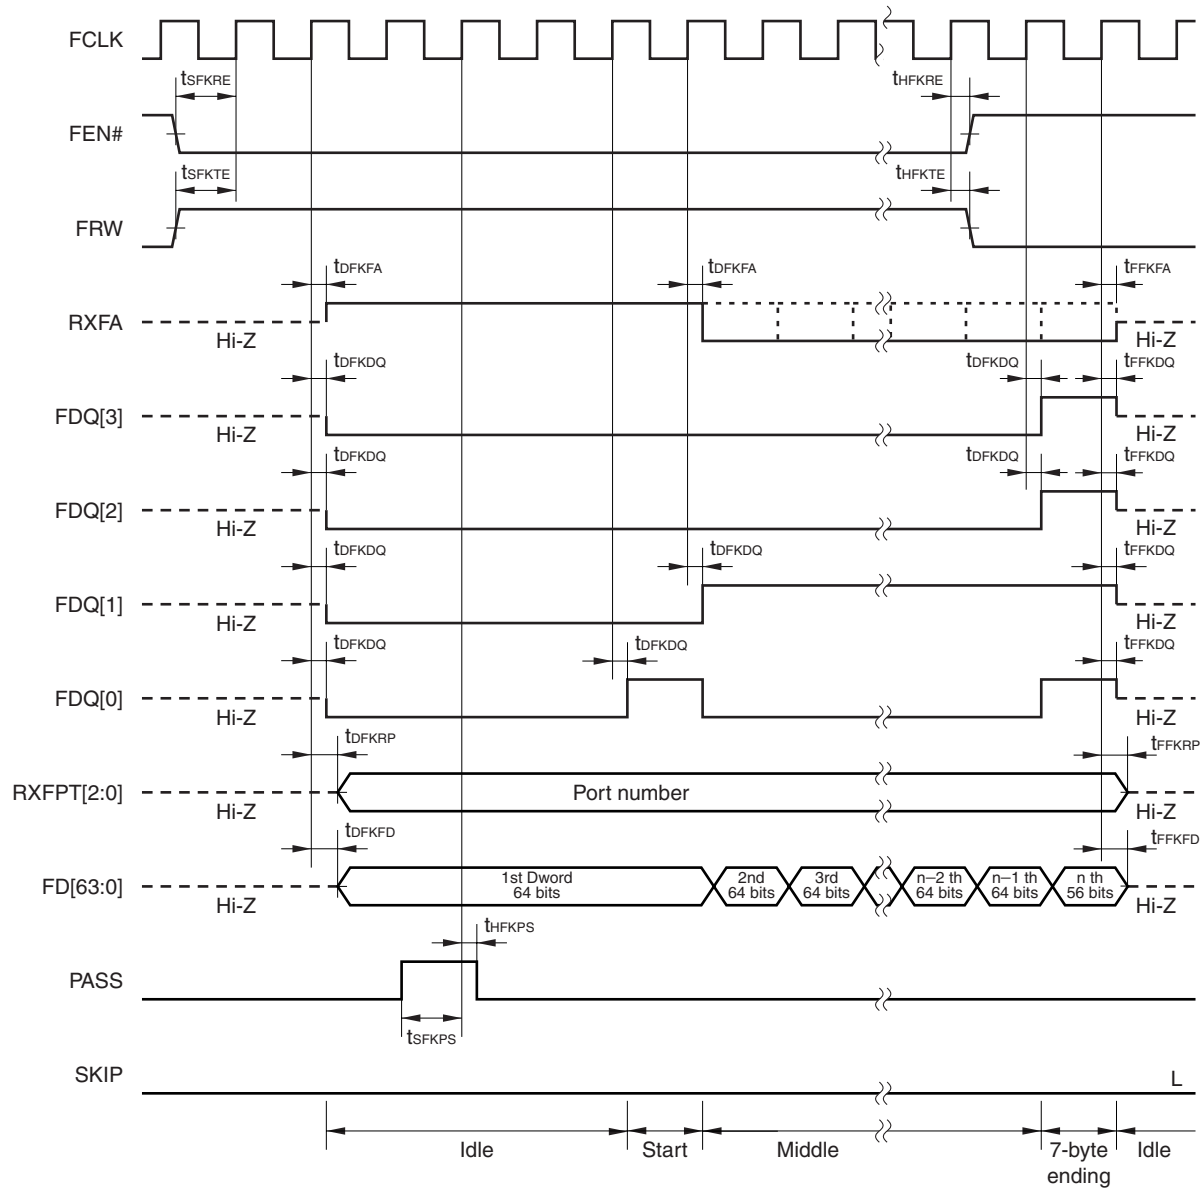 FCLK
tSFKRE
tHFKRE
FEN#
tSFKTE
tHFKTE
FRW
tDFKFA
tDFKFA
tFFKFA
RXFA
Hi-Z
Hi-Z
tDFKDQ
tDFKDQ
tFFKDQ
FDQ[3]
Hi-Z
Hi-Z
tDFKDQ
tDFKDQ
tFFKDQ
FDQ[2]
Hi-Z
Hi-Z
tDFKDQ
tDFKDQ
tFFKDQ
FDQ[1]
Hi-Z
Hi-Z
tDFKDQ
tDFKDQ
tFFKDQ
FDQ[0]
Hi-Z
Hi-Z
tDFKRP
tFFKRP
RXFPT[2:0]
Port number
Hi-Z
Hi-Z
tDFKFD
tFFKFD
FD[63:0]
1st Dword
64 bits
2nd
64 bits
3rd
64 bits
n–2 th
64 bits
n–1 th
64 bits
n th
56 bits
Hi-Z
Hi-Z
tHFKPS
PASS
tSFKPS
SKIP
L
Idle
Start
Middle
7-byte
ending
Idle